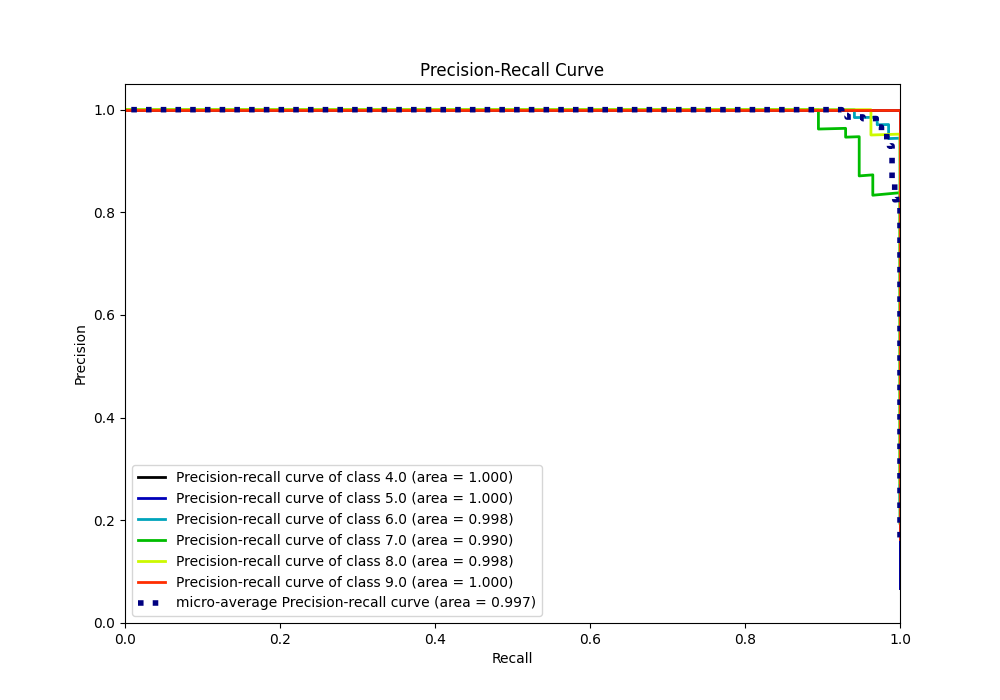 Precision-Recall Curve
1.0
0.8
0.6
0.4
0.2
0.0
Precision
Precision-recall curve of class 4.0 (area = 1.000)
Precision-recall curve of class 5.0 (area = 1.000)
Precision-recall curve of class 6.0 (area = 0.998)
Precision-recall curve of class 7.0 (area = 0.990)
Precision-recall curve of class 8.0 (area = 0.998)
Precision-recall curve of class 9.0 (area = 1.000)
micro-average Precision-recall curve (area = 0.997)
0.0 0.2 0.4 0.6 0.8 1.0
Recall